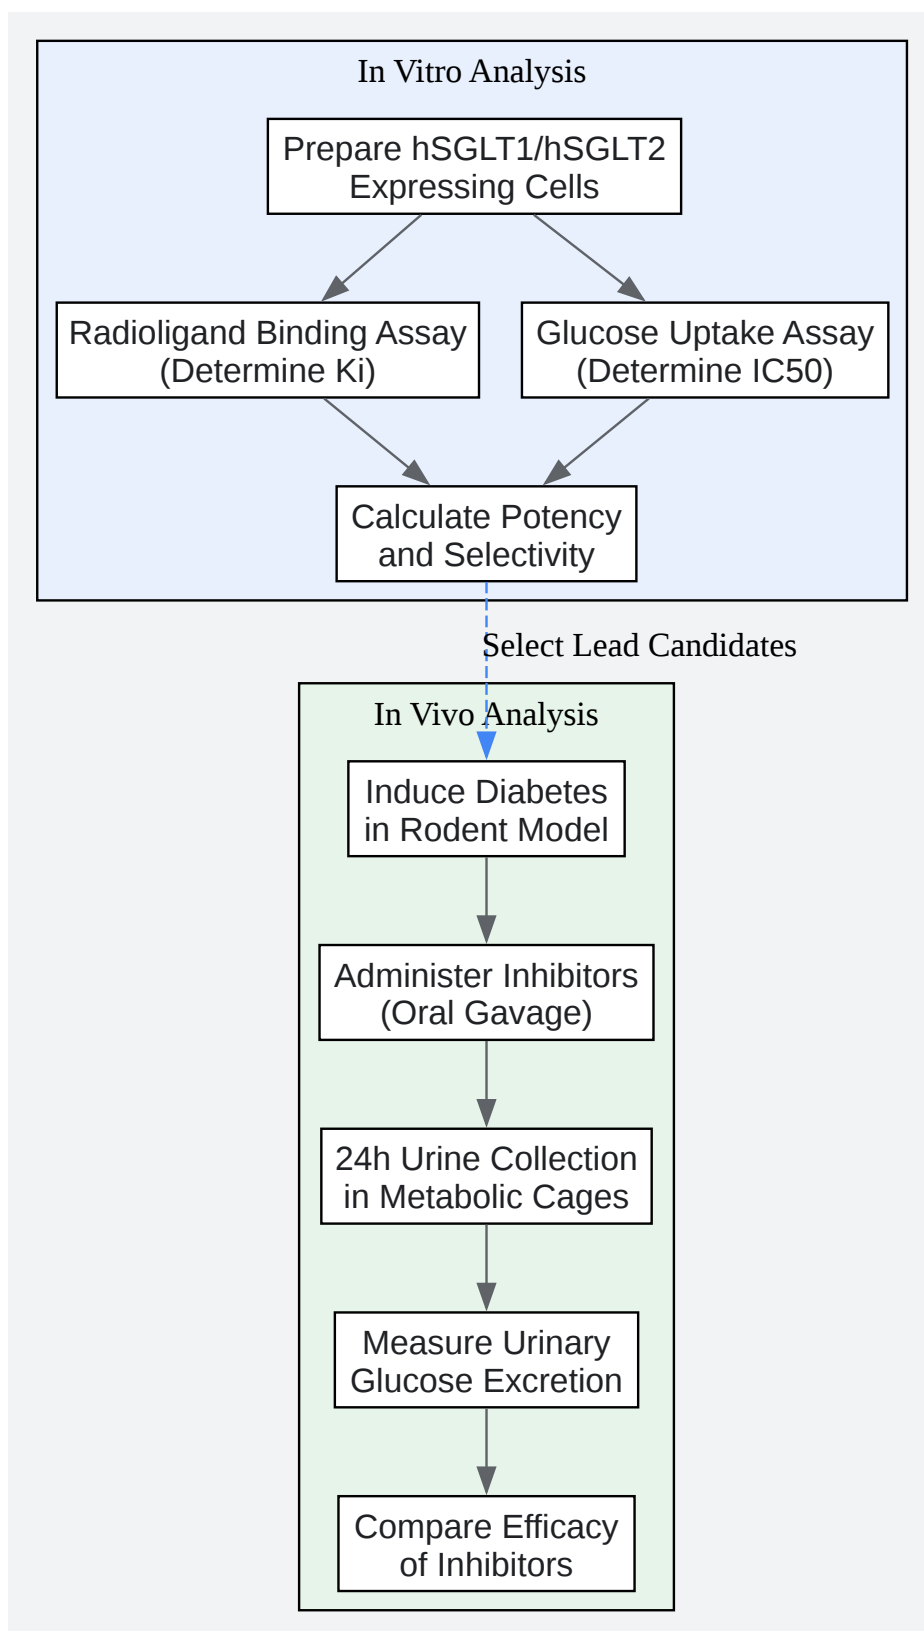 In Vitro Analysis
Prepare hSGLT1/hSGLT2
Expressing Cells
Radioligand Binding Assay
(Determine Ki)
Glucose Uptake Assay
(Determine IC50)
Calculate Potency
and Selectivity
Select Lead Candidates
In Vivo Analysis
Induce Diabetes
in Rodent Model
Administer Inhibitors
(Oral Gavage)
24h Urine Collection
in Metabolic Cages
Measure Urinary
Glucose Excretion
Compare Efficacy
of Inhibitors